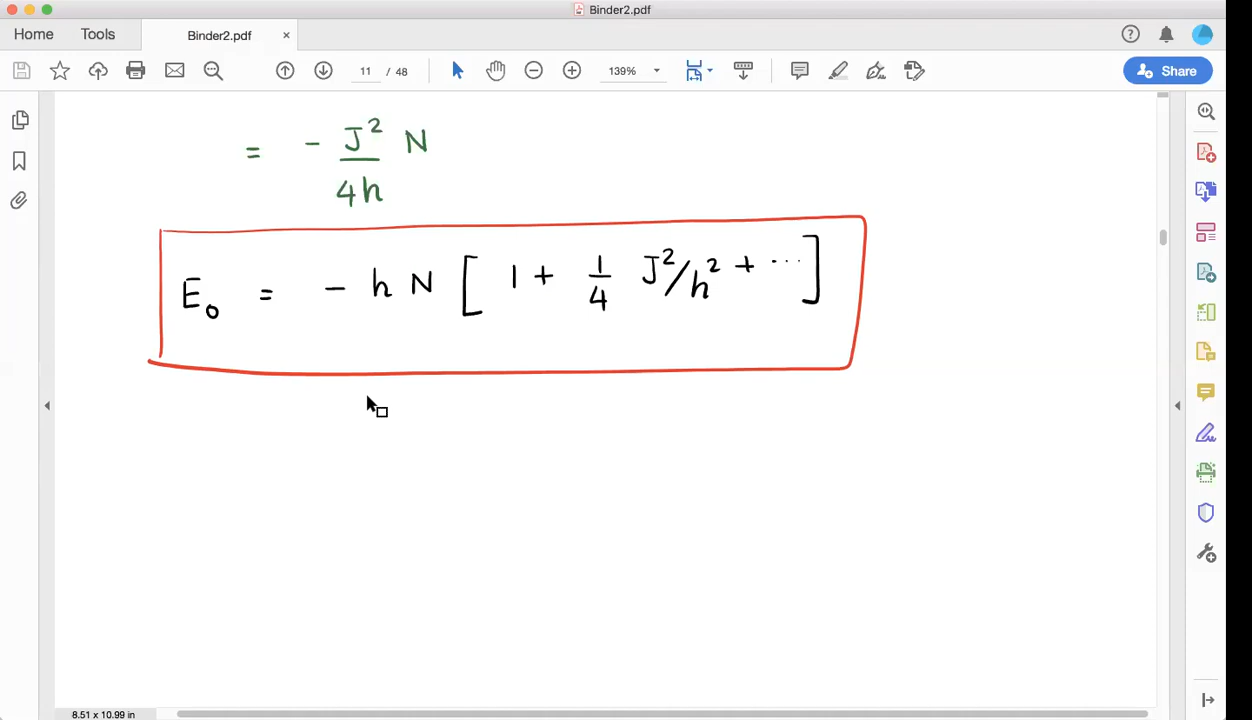 Binder2.pdf
Home Tools Binder2.pdf ×
11 / 48 139% Share
= - J² N
4h
E₀ = - h N [ 1 + 1/4 J²/h² + ··· ]
8.51 x 10.99 in